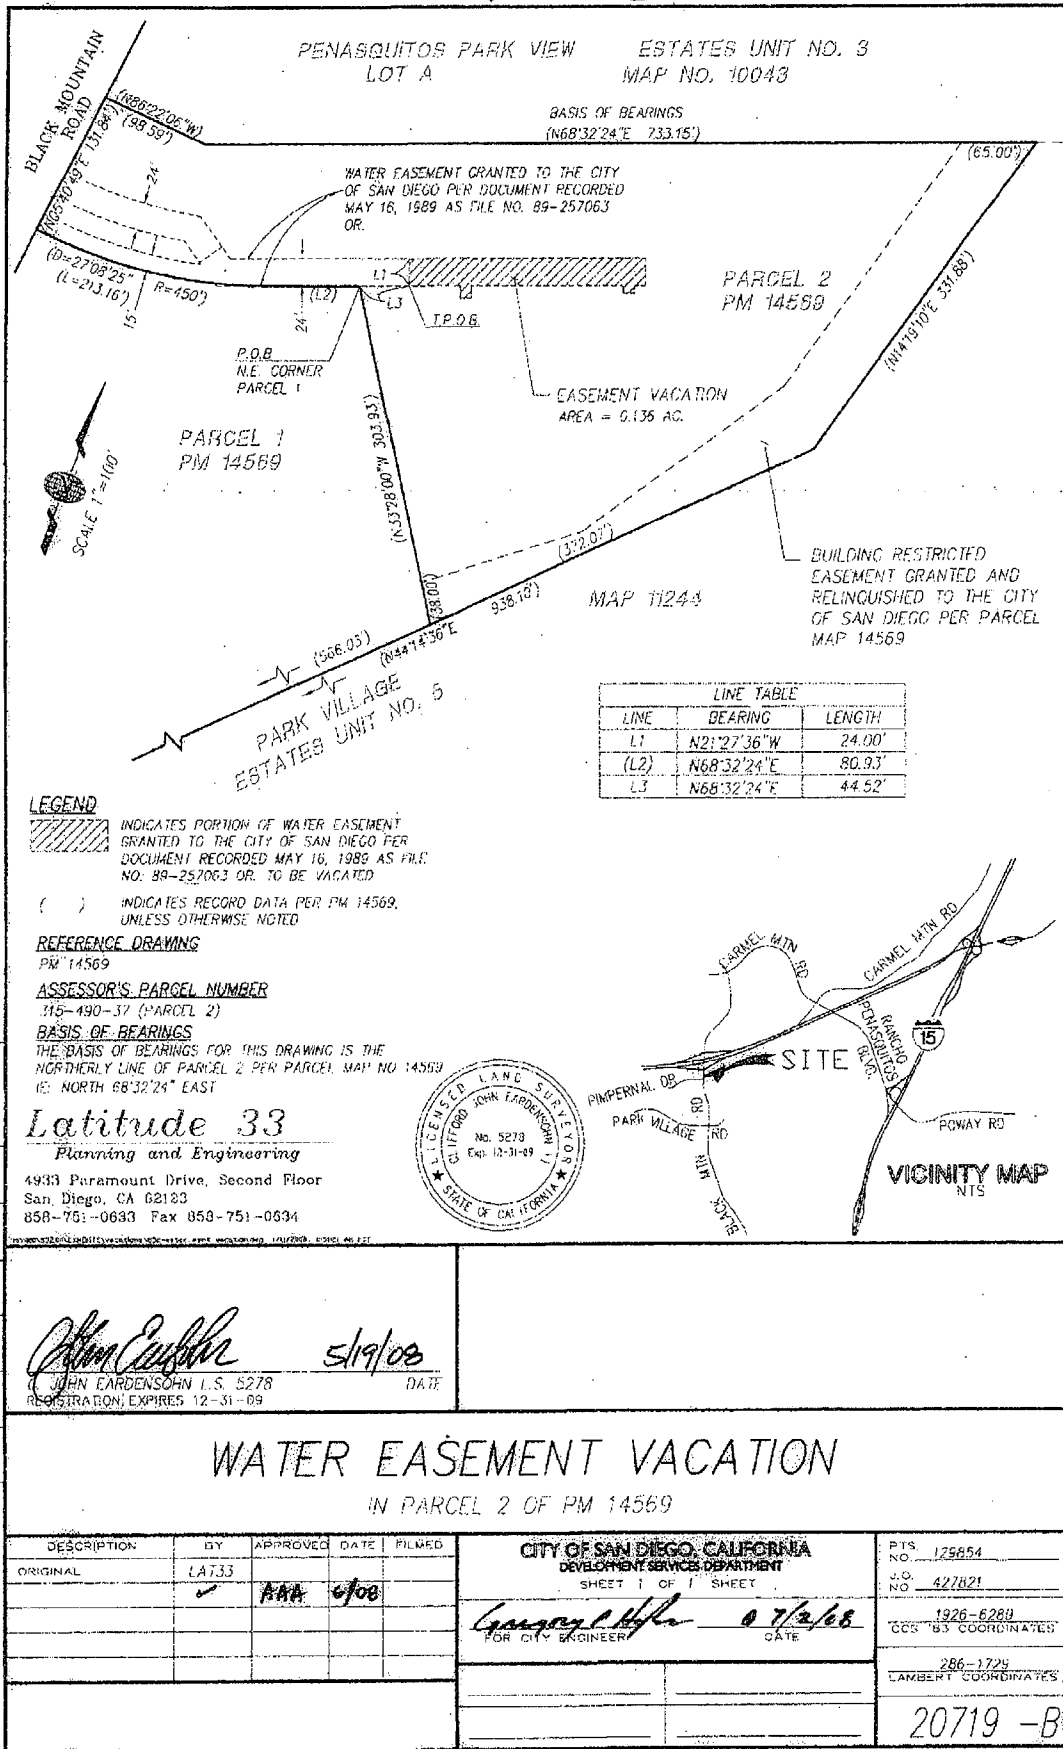 PENASQUITOS PARK VIEW ESTATES UNIT NO. 3
LOT A MAP NO. 10043
BLACK MOUNTAIN
ROAD
(N86°22'06"W)
(98.59')
BASIS OF BEARINGS
(N68°32'24"E 733.15')
(65.00')
(N05°40'49"E 131.84')
24'
WATER EASEMENT GRANTED TO THE CITY
OF SAN DIEGO PER DOCUMENT RECORDED
MAY 16, 1989 AS FILE NO. 89-257063
OR.
(D=27°08'25"
(L=213.16') R=450')
15'
(L2)
24'
L1
L3
T.P.O.B.
P.O.B
N.E. CORNER
PARCEL 1
PARCEL 2
PM 14569
(N14°19'10"E 331.88')
EASEMENT VACATION
AREA = 0.136 AC.
PARCEL 1
PM 14569
(N33°28'00"W 303.93')
SCALE 1"=100'
(38.00')
(372.07')
938.10')
(566.03')
(N44°14'36"E
MAP 11244
BUILDING RESTRICTED
EASEMENT GRANTED AND
RELINQUISHED TO THE CITY
OF SAN DIEGO PER PARCEL
MAP 14569
PARK VILLAGE
ESTATES UNIT NO. 5
LINE TABLE
LINE BEARING LENGTH
L1 N21°27'36"W 24.00'
(L2) N68°32'24"E 80.93'
L3 N68°32'24"E 44.52'
LEGEND
INDICATES PORTION OF WATER EASEMENT
GRANTED TO THE CITY OF SAN DIEGO PER
DOCUMENT RECORDED MAY 16, 1989 AS FILE
NO. 89-257063 OR. TO BE VACATED
( ) INDICATES RECORD DATA PER PM 14569,
UNLESS OTHERWISE NOTED
REFERENCE DRAWING
PM 14569
ASSESSOR'S PARCEL NUMBER
315-490-37 (PARCEL 2)
BASIS OF BEARINGS
THE BASIS OF BEARINGS FOR THIS DRAWING IS THE
NORTHERLY LINE OF PARCEL 2 PER PARCEL MAP NO 14569
IE: NORTH 68°32'24" EAST
Latitude 33
Planning and Engineering
4933 Paramount Drive, Second Floor
San Diego, CA 92123
858-751-0633 Fax 858-751-0634
LICENSED LAND SURVEYOR
CLIFFORD JOHN EARDENSOHN II
No. 5278
Exp. 12-31-09
STATE OF CALIFORNIA
CARMEL MTN RD
CARMEL MTN RD
RANCHO
PENASQUITOS
BLVD.
15
SITE
PIMPERNAL DR
PARK VILLAGE RD
BLACK MTN RD
POWAY RD
VICINITY MAP
NTS
5/19/08
C. JOHN EARDENSOHN L.S. 5278 DATE
REGISTRATION EXPIRES 12-31-09
WATER EASEMENT VACATION
IN PARCEL 2 OF PM 14569
DESCRIPTION BY APPROVED DATE FILMED
ORIGINAL LAT33
AAA 6/08
CITY OF SAN DIEGO, CALIFORNIA
DEVELOPMENT SERVICES DEPARTMENT
SHEET 1 OF 1 SHEET
7/2/08
FOR CITY ENGINEER DATE
PTS. NO. 129854
J.O. NO 427821
1926-6289
CCS '83 COORDINATES
286-1729
LAMBERT COORDINATES
20719 -B